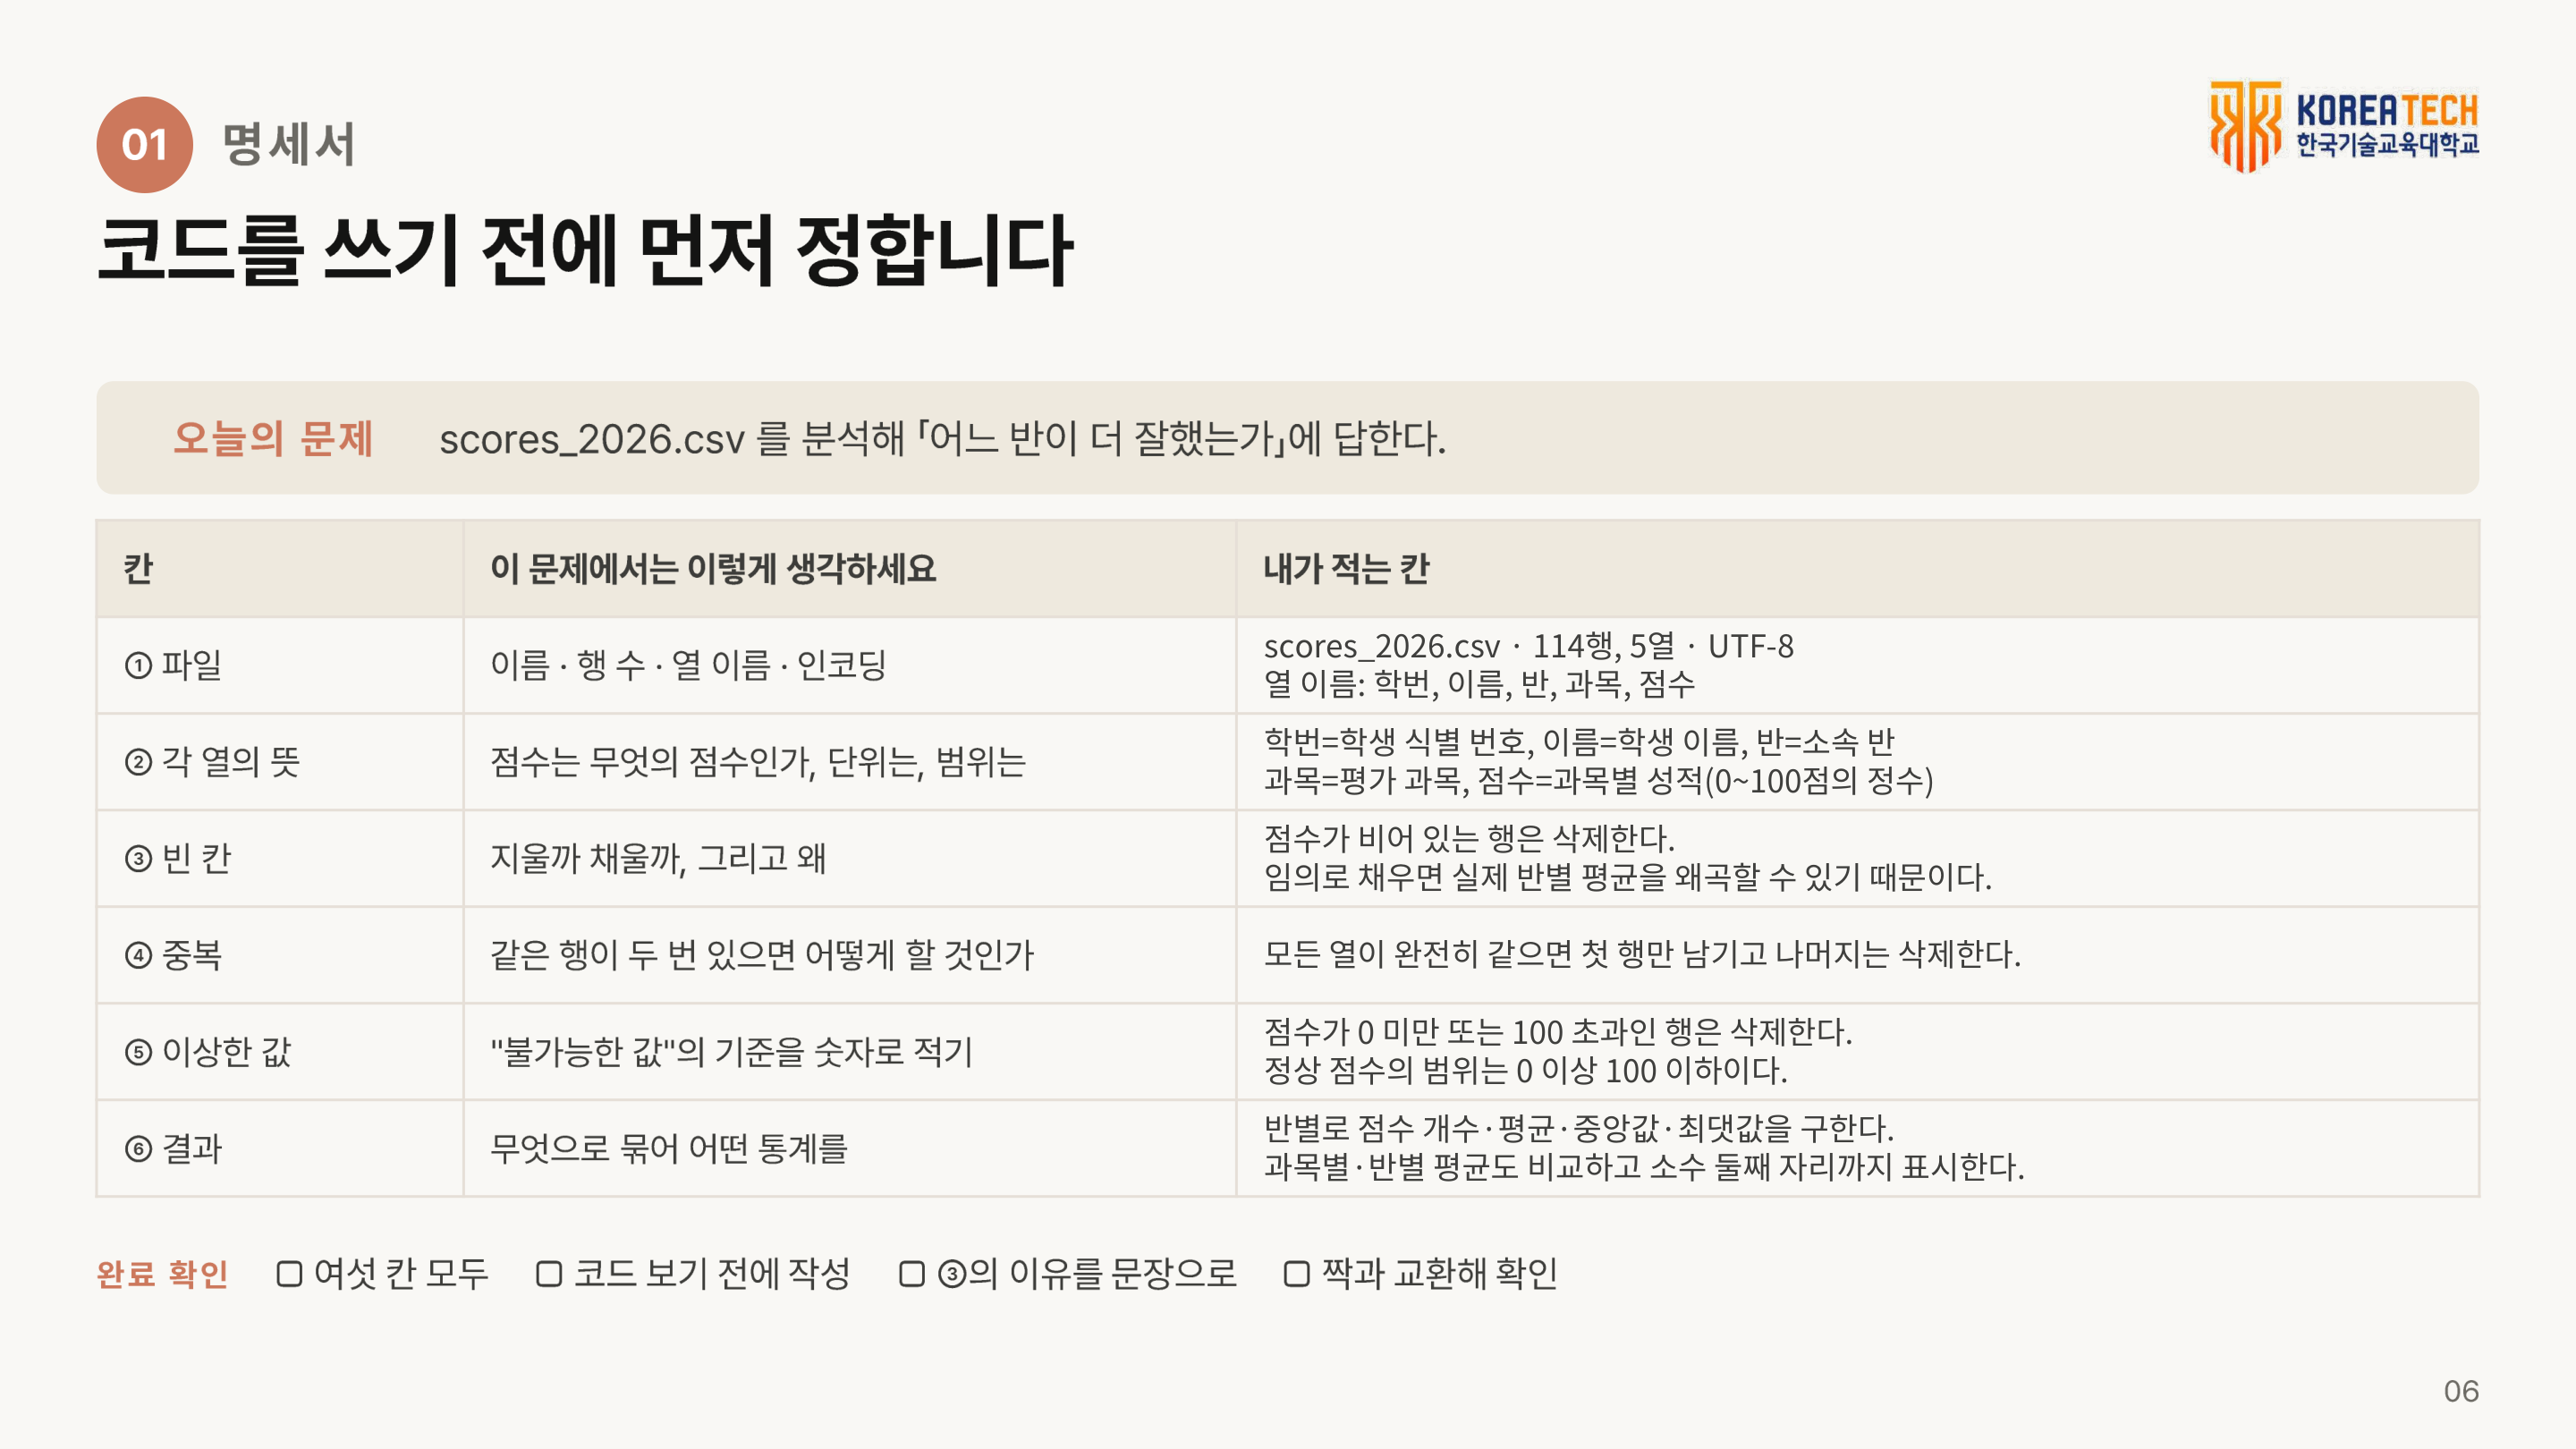 01 명세서
KOREATECH
한국기술교육대학교
코드를 쓰기 전에 먼저 정합니다
오늘의 문제 scores_2026.csv 를 분석해 「어느 반이 더 잘했는가」에 답한다.
칸 이 문제에서는 이렇게 생각하세요 내가 적는 칸
① 파일 이름 · 행 수 · 열 이름 · 인코딩 scores_2026.csv · 114행, 5열 · UTF-8
열 이름: 학번, 이름, 반, 과목, 점수
② 각 열의 뜻 점수는 무엇의 점수인가, 단위는, 범위는 학번=학생 식별 번호, 이름=학생 이름, 반=소속 반
과목=평가 과목, 점수=과목별 성적(0~100점의 정수)
③ 빈 칸 지울까 채울까, 그리고 왜 점수가 비어 있는 행은 삭제한다.
임의로 채우면 실제 반별 평균을 왜곡할 수 있기 때문이다.
④ 중복 같은 행이 두 번 있으면 어떻게 할 것인가 모든 열이 완전히 같으면 첫 행만 남기고 나머지는 삭제한다.
⑤ 이상한 값 "불가능한 값"의 기준을 숫자로 적기 점수가 0 미만 또는 100 초과인 행은 삭제한다.
정상 점수의 범위는 0 이상 100 이하이다.
⑥ 결과 무엇으로 묶어 어떤 통계를 반별로 점수 개수·평균·중앙값·최댓값을 구한다.
과목별·반별 평균도 비교하고 소수 둘째 자리까지 표시한다.
완료 확인 ▢ 여섯 칸 모두 ▢ 코드 보기 전에 작성 ▢ ③의 이유를 문장으로 ▢ 짝과 교환해 확인
06